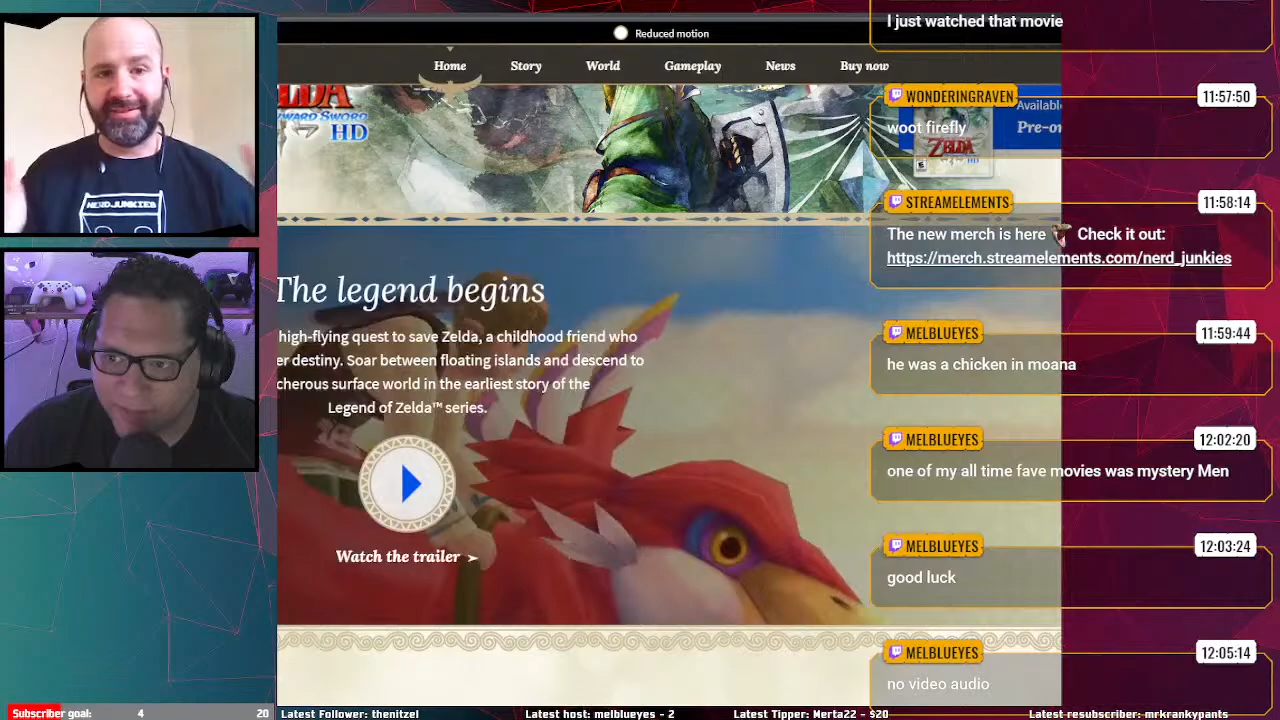 NERD JUNKIES
Reduced motion
Home
Story
World
Gameplay
News
Buy now
HD
Available
Pre-or
ZELDA
HD
The legend begins
high-flying quest to save Zelda, a childhood friend who
er destiny. Soar between floating islands and descend to
cherous surface world in the earliest story of the
Legend of Zelda™ series.
Watch the trailer
I just watched that movie
WONDERINGRAVEN
11:57:50
woot firefly
STREAMELEMENTS
11:58:14
The new merch is here Check it out:
https://merch.streamelements.com/nerd_junkies
MELBLUEYES
11:59:44
he was a chicken in moana
MELBLUEYES
12:02:20
one of my all time fave movies was mystery Men
MELBLUEYES
12:03:24
good luck
MELBLUEYES
12:05:14
no video audio
Subscriber goal: 4 20
Latest Follower: thenitzel
Latest host: melblueyes - 2
Latest Tipper: Merta22 - $20
Latest resubscriber: mrkrankypants